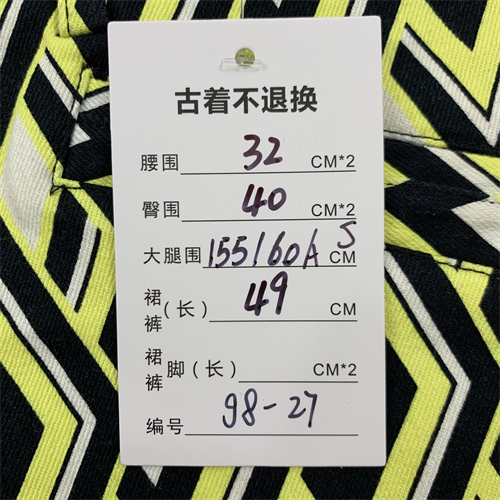 古着不退换
腰围 32 CM*2
臀围 40 CM*2
大腿围 155/60A S CM
裙裤(长) 49 CM
裙裤脚(长) CM*2
编号 98-27